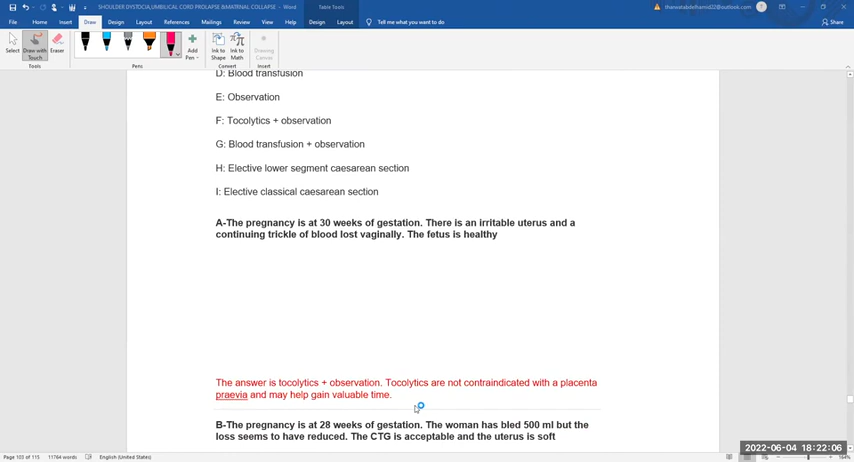 SHOULDER DYSTOCIA,UMBILICAL CORD PROLAPSE &MATERNAL COLLAPSE - Word
Table Tools
tharwatabdelhamid22@outlook.com
File Home Insert Draw Design Layout References Mailings Review View Help Design Layout Tell me what you want to do Share
Select Draw with Touch Eraser
Add Pen
Ink to Shape Ink to Math
Drawing Canvas
Tools Pens Convert Insert
D: Blood transfusion
E: Observation
F: Tocolytics + observation
G: Blood transfusion + observation
H: Elective lower segment caesarean section
I: Elective classical caesarean section
A-The pregnancy is at 30 weeks of gestation. There is an irritable uterus and a
continuing trickle of blood lost vaginally. The fetus is healthy
The answer is tocolytics + observation. Tocolytics are not contraindicated with a placenta
praevia and may help gain valuable time.
B-The pregnancy is at 28 weeks of gestation. The woman has bled 500 ml but the
loss seems to have reduced. The CTG is acceptable and the uterus is soft
2022-06-04 18:22:06
Page 103 of 115 11764 words English (United States)